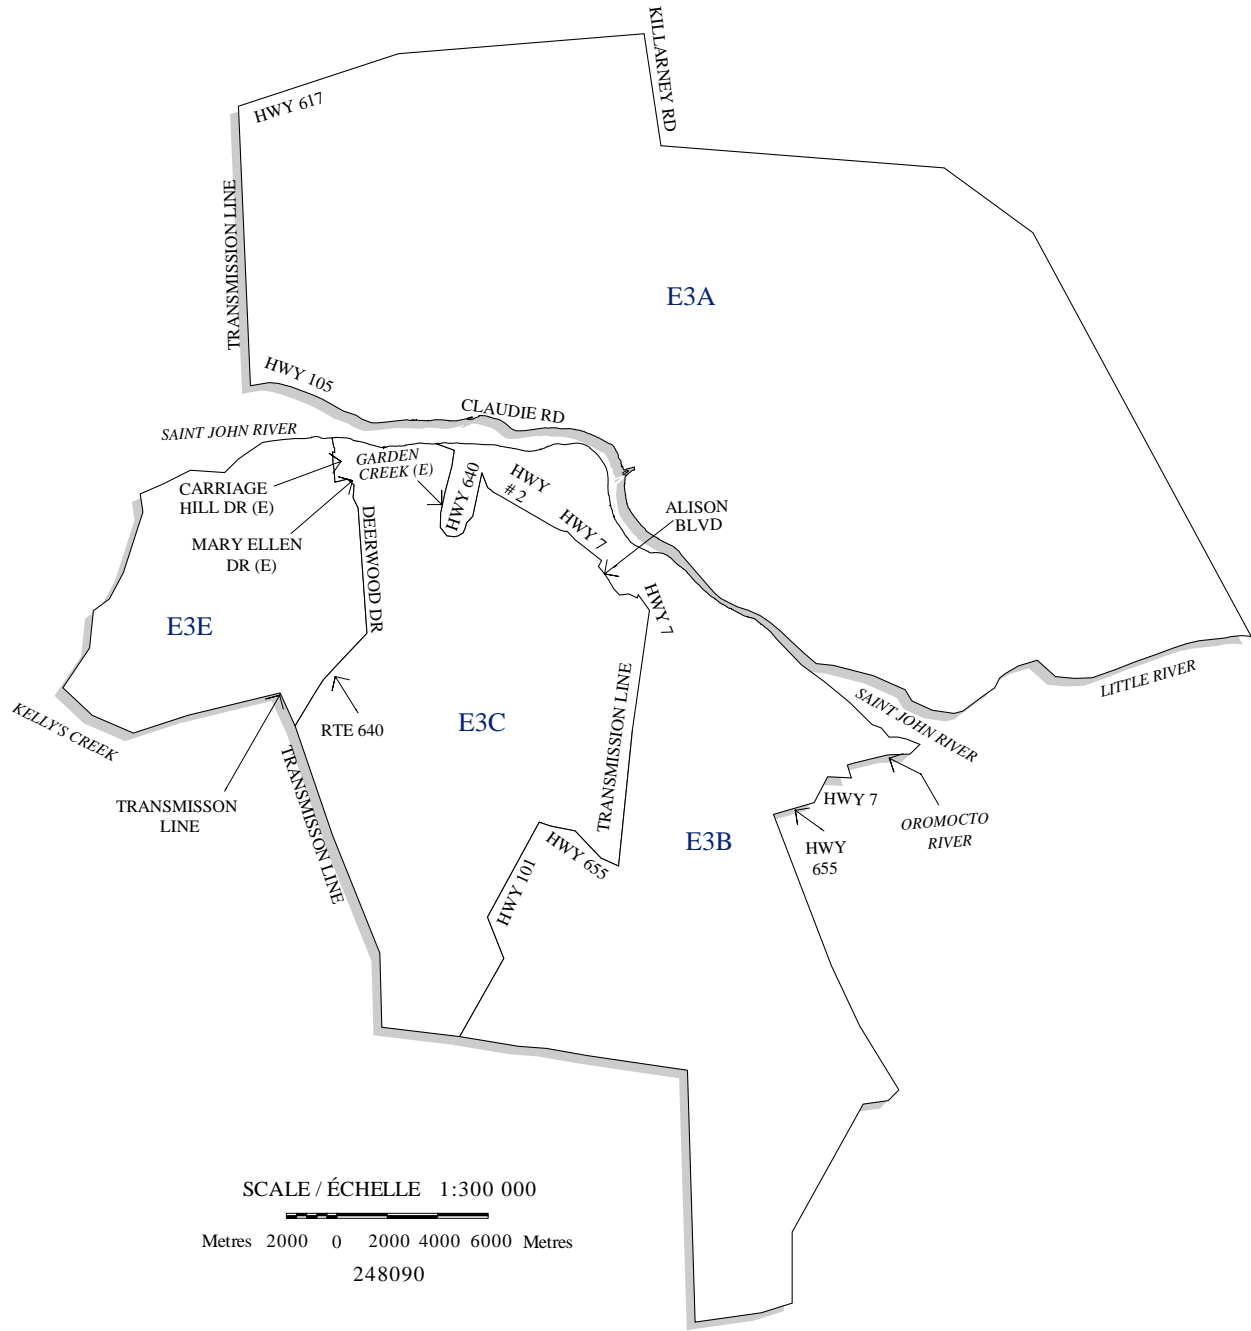 KILLARNEY RD
HWY 617
TRANSMISSION LINE
E3A
HWY 105
CLAUDIE RD
SAINT JOHN RIVER
GARDEN
CREEK (E)
HWY 640
HWY
# 2
CARRIAGE
HILL DR (E)
HWY 7
ALISON
BLVD
MARY ELLEN
DR (E)
DEERWOOD DR
HWY 7
E3E
LITTLE RIVER
KELLY'S CREEK
RTE 640
E3C
TRANSMISSION LINE
SAINT JOHN RIVER
TRANSMISSON
LINE
TRANSMISSON LINE
HWY 7
OROMOCTO
RIVER
HWY
655
E3B
HWY 655
HWY 101
SCALE / ÉCHELLE 1:300 000
Metres 2000 0 2000 4000 6000 Metres
248090